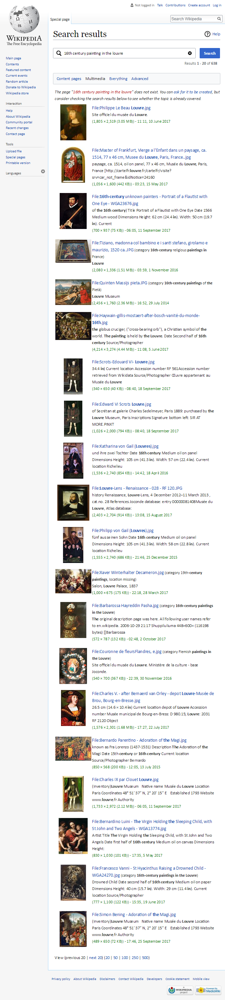 Not logged in Talk Contributions Create account Log in
Special page
Search Wikipedia
WIKIPEDIA
The Free Encyclopedia
Main page
Contents
Featured content
Current events
Random article
Donate to Wikipedia
Wikipedia store
Interaction
Help
About Wikipedia
Community portal
Recent changes
Contact page
Tools
Upload file
Special pages
Printable version
Languages
Search results
Help
16th century painting in the louvre
Search
Results 1 - 20 of 638
Content pages Multimedia Everything Advanced
The page "16th century painting in the louvre" does not exist. You can ask for it to be created, but
consider checking the search results below to see whether the topic is already covered.
File:Philippe Le Beau Louvre.jpg
Site officiel du musée du Louvre.
(1,805 × 2,519 (3.05 MB)) - 11:11, 10 June 2017
File:Master of Frankfurt, Vierge a l'Enfant dans un paysage, ca.
1514, 77 x 46 cm, Musee du Louvre, Paris, France..jpg
paysage, ca. 1514, oil on panel, 77 x 46 cm, Musée du Louvre, Paris,
France [http://cartelfr.louvre.fr/cartelfr/visite?
srv=car_not_frame&idNotice=24160
(1,056 × 1,600 (442 KB)) - 03:23, 15 May 2017
File:16th-century unknown painters - Portrait of a Flautist with
One Eye - WGA23676.jpg
of the 16th century) Title Portrait of a Flautist with One Eye Date 1566
Medium wood Dimensions Height: 62 cm (24.4 in). Width: 50 cm (19.7
in). Current
(700 × 937 (75 KB)) - 06:05, 11 September 2017
File:Tiziano, madonna col bambino e i santi stefano, girolamo e
maurizio, 1520 ca. JPG (category 16th-century religious paintings in
France)
Louvre
(2,080 × 1,336 (1.51 MB)) - 03:59, 1 November 2016
File:Quinten Massijs pieta.JPG (category 16th-century paintings of the
Pietà)
Louvre Museum
(2,456 × 1,760 (2.36 MB)) - 16:52, 29 July 2014
File:Haywain-gillis-mostaert-after-bosch-vanité-du-monde-
16th.jpg
the globus cruciger, ("cross-bearing orb"), a Christian symbol of the
world. The painting is held by the Louvre. Date Second half of 16th
century Source/Photographer
(4,214 × 3,274 (4.44 MB)) - 11:08, 5 June 2017
File:Scrots-Edouard VI- Louvre.jpg
34.4 in) Current location Accession number RF 561Accession number
retrieved from Wikidata Source/Photographer Œuvre appartenant au
Musée du Louvre
(340 × 650 (40 KB)) - 08:40, 18 September 2017
File:Edward VI Scrots Louvre.jpg
of Secrétan at galerie Charles Sedelmeyer, Paris 1889: purchased by the
Louvre Museum, Paris Inscriptions Signature bottom left: SIR AT
MORE.PINXT
(1,026 × 2,000 (794 KB)) - 08:40, 18 September 2017
File:Katharina von Gail (Louvres).jpg
und ihre zwei Tochter Date 16th century Medium oil on panel
Dimensions Height: 105 cm (41.3 in). Width: 57 cm (22.4 in). Current
location Richelieu
(1,536 × 2,740 (854 KB)) - 14:42, 18 April 2016
File:Louvre-Lens - Renaissance - 028 - RF 120.JPG
history Renaissance, Louvre-Lens, 4 December 2012–11 March 2013 ,
cat.no. 28 References Joconde database: entry 00000081408Musée du
Louvre, Atlas database:
(2,403 × 2,704 (914 KB)) - 13:08, 15 August 2017
File:Philipp von Gail (Louvres).jpg
fünf aus seinen Sohn Date 16th century Medium oil on panel
Dimensions Height: 105 cm (41.3 in). Width: 58 cm (22.8 in). Current
location Richelieu
(1,555 × 2,740 (686 KB)) - 21:46, 25 December 2015
File:Xaver Winterhalter Decameron.jpg (category 19th-century
paintings, location missing)
Salon, Louvre Palace, 1837
(1,000 × 675 (175 KB)) - 22:18, 28 March 2017
File:Barbarossa Hayreddin Pasha.jpg (category 16th-century paintings
in the Louvre)
The original description page was here. All following user names refer
to en.wikipedia. 2006-10-29 21:17 Shuppiluliuma 448×600× (116198
bytes) [[Barbarossa
(572 × 787 (132 KB)) - 02:48, 2 October 2017
File:Couronne de fleursFlandres, e.jpg (category Flemish paintings in
the Louvre)
Site officiel du musée du Louvre. Ministère de la culture - base
Joconde.
(540 × 700 (367 KB)) - 22:39, 30 November 2016
File:Charles V. - after Bernaerd van Orley - depot Louvre-Musée de
Brou, Bourg-en-Bresse.jpg
26.5 cm (14.6 × 10.4 in) Current location depot of Louvre Accession
number Musée municipal de Bourg-en-Bress: D 980.15; Louvre: 2031
RF 2120 Object
(1,576 × 2,301 (1.68 MB)) - 17:27, 22 July 2017
File:Bernardo Parentino - Adoration of the Magi.jpg
known as Fra Lorenzo (1437-1531) Description The Adoration of the
Magi Date 15th century or 16th century Current location
Source/Photographer Bernardo
(850 × 568 (200 KB)) - 12:05, 13 July 2015
File:Charles IX par Clouet Louvre.jpg
(Inventory)Louvre Museum Native name Musée du Louvre Location
Paris Coordinates 48° 51′ 37″ N, 2° 20′ 15″ E Established 1793 Website
www.louvre.fr Authority
(1,733 × 2,972 (2.12 MB)) - 06:05, 11 September 2017
File:Bernardino Luini - The Virgin Holding the Sleeping Child, with
St John and Two Angels - WGA13774.jpg
Artist Title The Virgin Holding the Sleeping Child, with St John and Two
Angels Date first half of 16th century Medium oil on canvas Dimensions
Height:
(830 × 1,030 (101 KB)) - 17:35, 5 May 2017
File:Francesco Vanni - St Hyacinthus Raising a Drowned Child -
WGA24270.jpg (category 16th-century paintings in the Louvre)
Drowned Child Date second half of 16th century Medium oil on paper
Dimensions Height: 40 cm (15.7 in). Width: 29 cm (11.4 in). Current
location Source/Photographer
(777 × 1,100 (122 KB)) - 15:35, 19 June 2017
File:Simon Bening - Adoration of the Magi.jpg
(Inventory)Louvre Museum Native name Musée du Louvre Location
Paris Coordinates 48° 51′ 37″ N, 2° 20′ 15″ E Established 1793 Website
www.louvre.fr Authority
(489 × 650 (72 KB)) - 17:46, 25 September 2017
View (previous 20 | next 20) (20 | 50 | 100 | 250 | 500)
Privacy policy About Wikipedia Disclaimers Contact Wikipedia Developers Cookie statement Mobile view
A
WIKIMEDIA
project
Powered By
MediaWiki